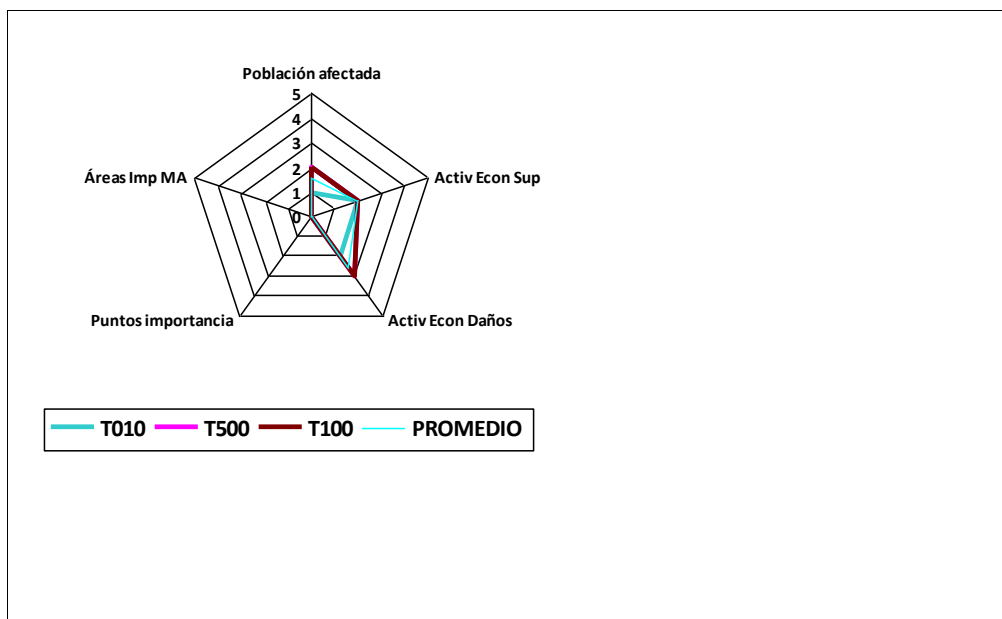 Población afectada
5
4
3
2
1
0
Áreas Imp MA
Activ Econ Sup
Puntos importancia
Activ Econ Daños
T010 T500 T100 PROMEDIO